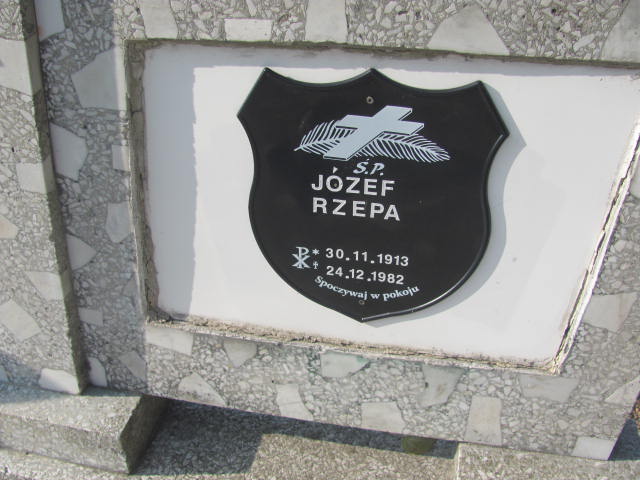 Ś.P.
JÓZEF
RZEPA
* 30.11.1913
† 24.12.1982
Spoczywaj w pokoju